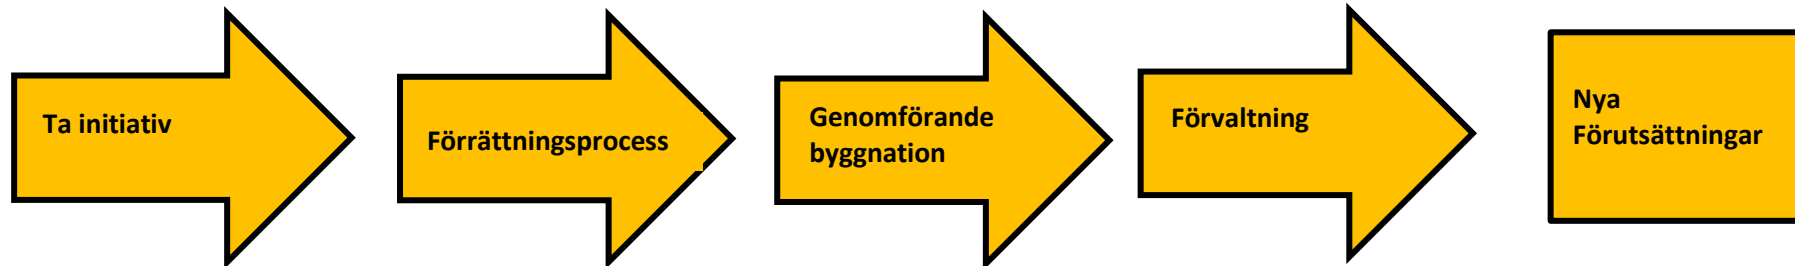 Ta initiativ
Förrättningsprocess
Genomförande
byggnation
Förvaltning
Nya
Förutsättningar